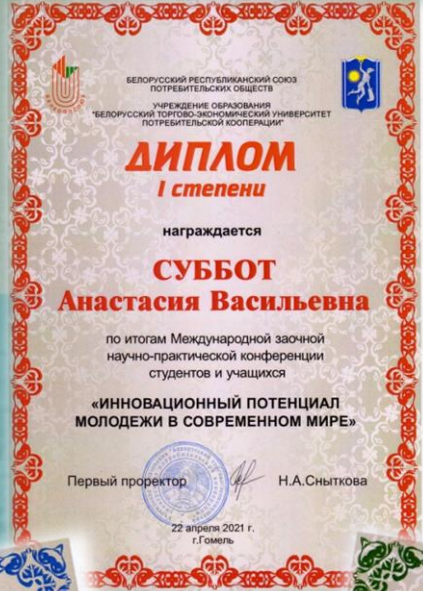 БЕЛОРУССКИЙ РЕСПУБЛИКАНСКИЙ СОЮЗ
ПОТРЕБИТЕЛЬСКИХ ОБЩЕСТВ
УЧРЕЖДЕНИЕ ОБРАЗОВАНИЯ
"БЕЛОРУССКИЙ ТОРГОВО-ЭКОНОМИЧЕСКИЙ УНИВЕРСИТЕТ
ПОТРЕБИТЕЛЬСКОЙ КООПЕРАЦИИ"
ДИПЛОМ
I степени
награждается
СУББОТ
Анастасия Васильевна
по итогам Международной заочной
научно-практической конференции
студентов и учащихся
«ИННОВАЦИОННЫЙ ПОТЕНЦИАЛ
МОЛОДЕЖИ В СОВРЕМЕННОМ МИРЕ»
Первый проректор Н.А.Сныткова
22 апреля 2021 г.
г.Гомель